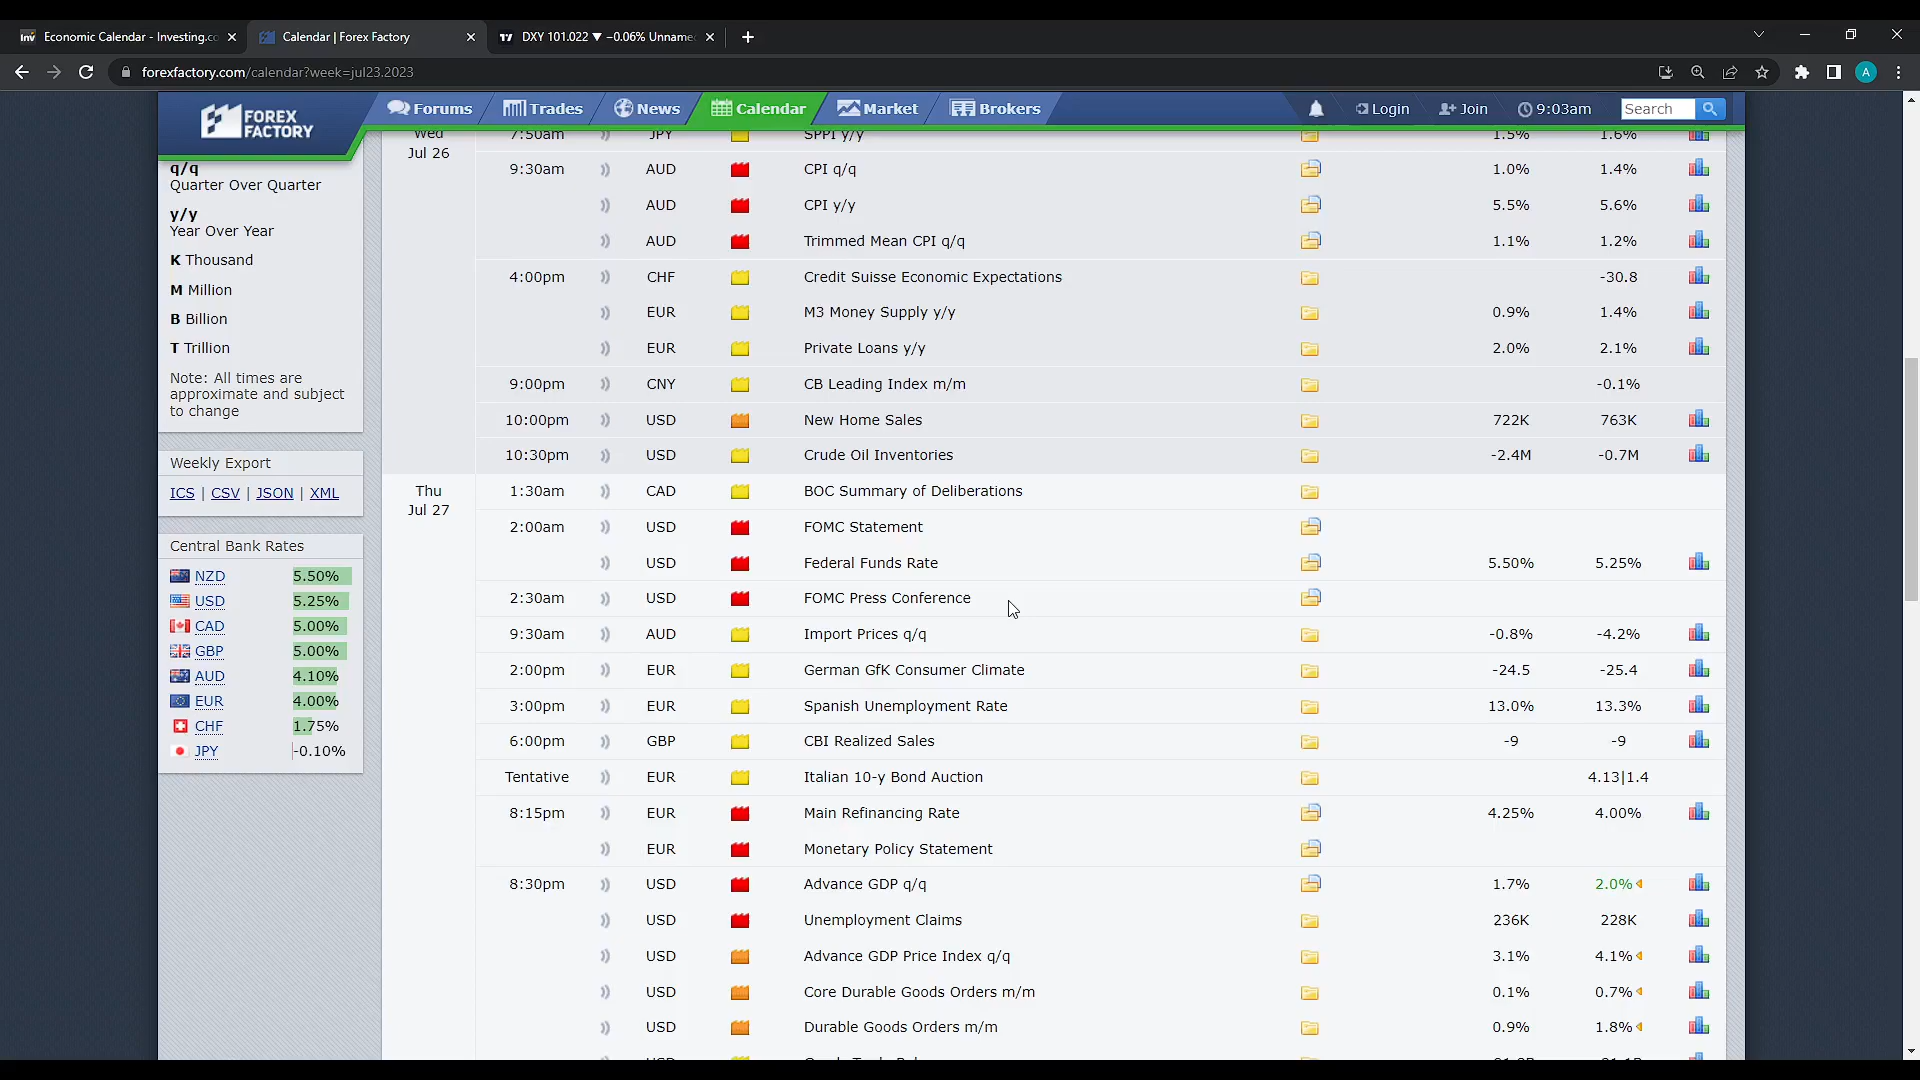 Economic Calendar - Investing.co
Calendar | Forex Factory
DXY 101.022 ▼ −0.06% Unname
forexfactory.com/calendar?week=jul23.2023
FOREX FACTORY
Forums Trades News Calendar Market Brokers Login Join 9:03am Search
q/q
Quarter Over Quarter
y/y
Year Over Year
K Thousand
M Million
B Billion
T Trillion
Note: All times are
approximate and subject
to change
Weekly Export
ICS | CSV | JSON | XML
Central Bank Rates
NZD 5.50%
USD 5.25%
CAD 5.00%
GBP 5.00%
AUD 4.10%
EUR 4.00%
CHF 1.75%
JPY -0.10%
Wed 7:50am JPY SPPI y/y 1.5% 1.6%
Jul 26
9:30am AUD CPI q/q 1.0% 1.4%
AUD CPI y/y 5.5% 5.6%
AUD Trimmed Mean CPI q/q 1.1% 1.2%
4:00pm CHF Credit Suisse Economic Expectations -30.8
EUR M3 Money Supply y/y 0.9% 1.4%
EUR Private Loans y/y 2.0% 2.1%
9:00pm CNY CB Leading Index m/m -0.1%
10:00pm USD New Home Sales 722K 763K
10:30pm USD Crude Oil Inventories -2.4M -0.7M
Thu 1:30am CAD BOC Summary of Deliberations
Jul 27
2:00am USD FOMC Statement
USD Federal Funds Rate 5.50% 5.25%
2:30am USD FOMC Press Conference
9:30am AUD Import Prices q/q -0.8% -4.2%
2:00pm EUR German GfK Consumer Climate -24.5 -25.4
3:00pm EUR Spanish Unemployment Rate 13.0% 13.3%
6:00pm GBP CBI Realized Sales -9 -9
Tentative EUR Italian 10-y Bond Auction 4.13|1.4
8:15pm EUR Main Refinancing Rate 4.25% 4.00%
EUR Monetary Policy Statement
8:30pm USD Advance GDP q/q 1.7% 2.0%
USD Unemployment Claims 236K 228K
USD Advance GDP Price Index q/q 3.1% 4.1%
USD Core Durable Goods Orders m/m 0.1% 0.7%
USD Durable Goods Orders m/m 0.9% 1.8%